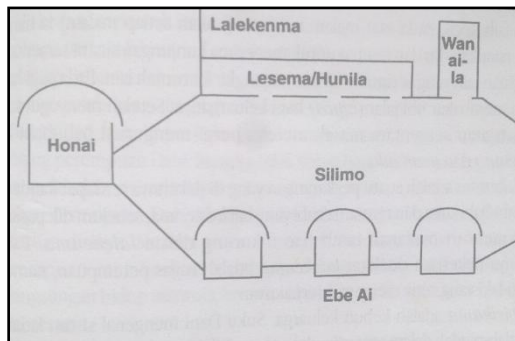 Lalekenma
Wan
ai-
la
Lesema/Hunila
Honai
Silimo
Ebe Ai